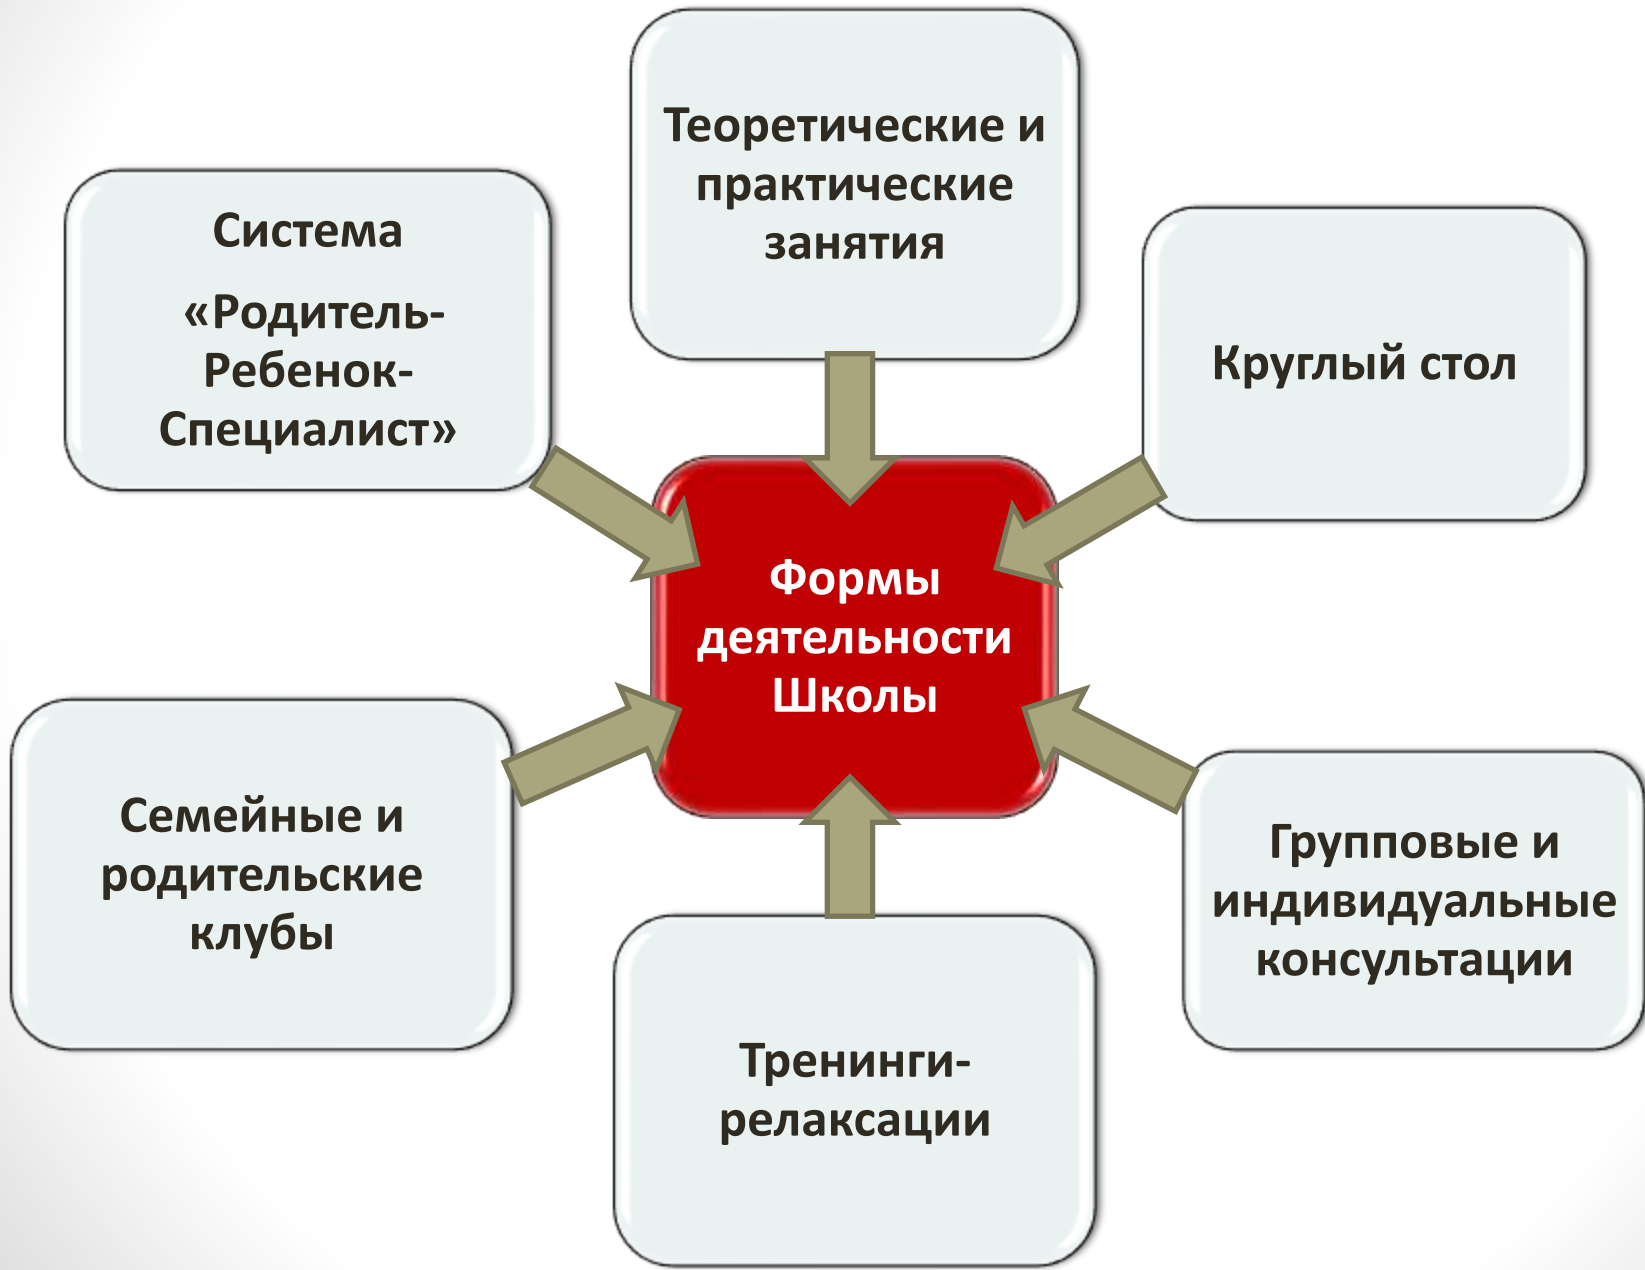 Теоретические и
практические
занятия
Система
«Родитель-
Ребенок-
Специалист»
Круглый стол
Формы
деятельности
Школы
Семейные и
родительские
клубы
Групповые и
индивидуальные
консультации
Тренинги-
релаксации